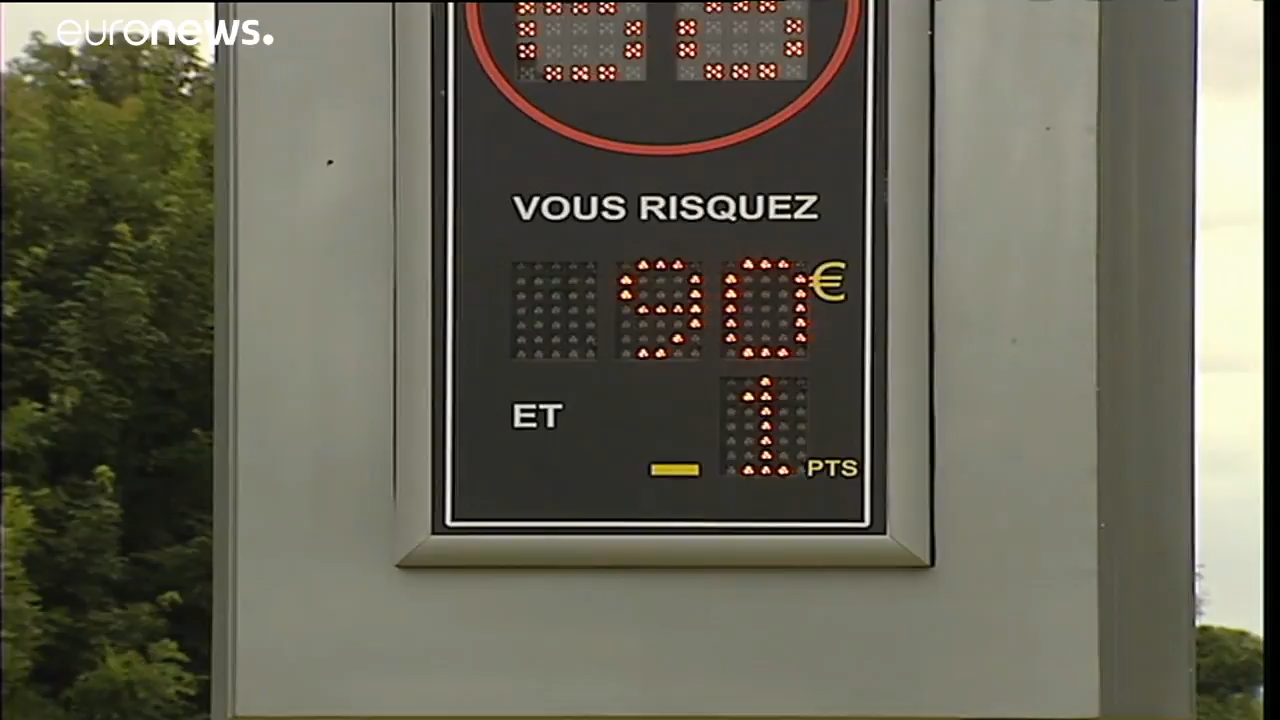 euronews.
VOUS RISQUEZ
90 €
ET
- 1 PTS